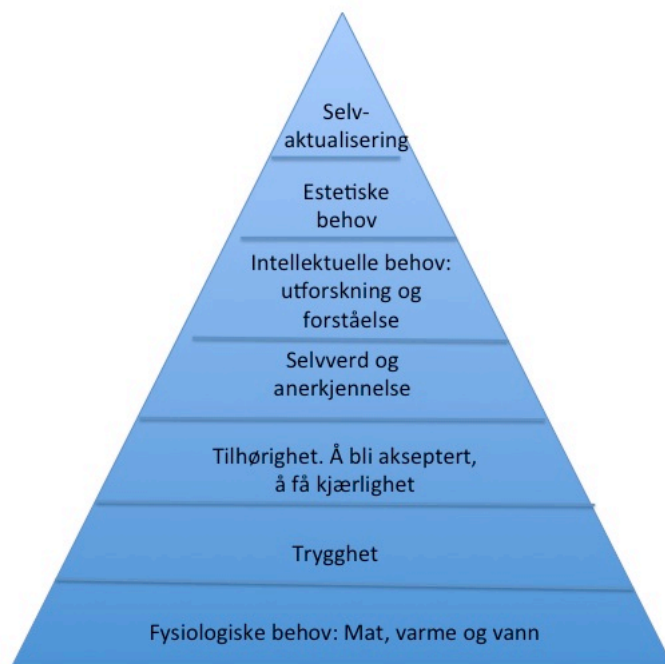 Selv-
aktualisering
Estetiske
behov
Intellektuelle behov:
utforskning og
forståelse
Selvverd og
anerkjennelse
Tilhørighet. Å bli akseptert,
å få kjærlighet
Trygghet
Fysiologiske behov: Mat, varme og vann